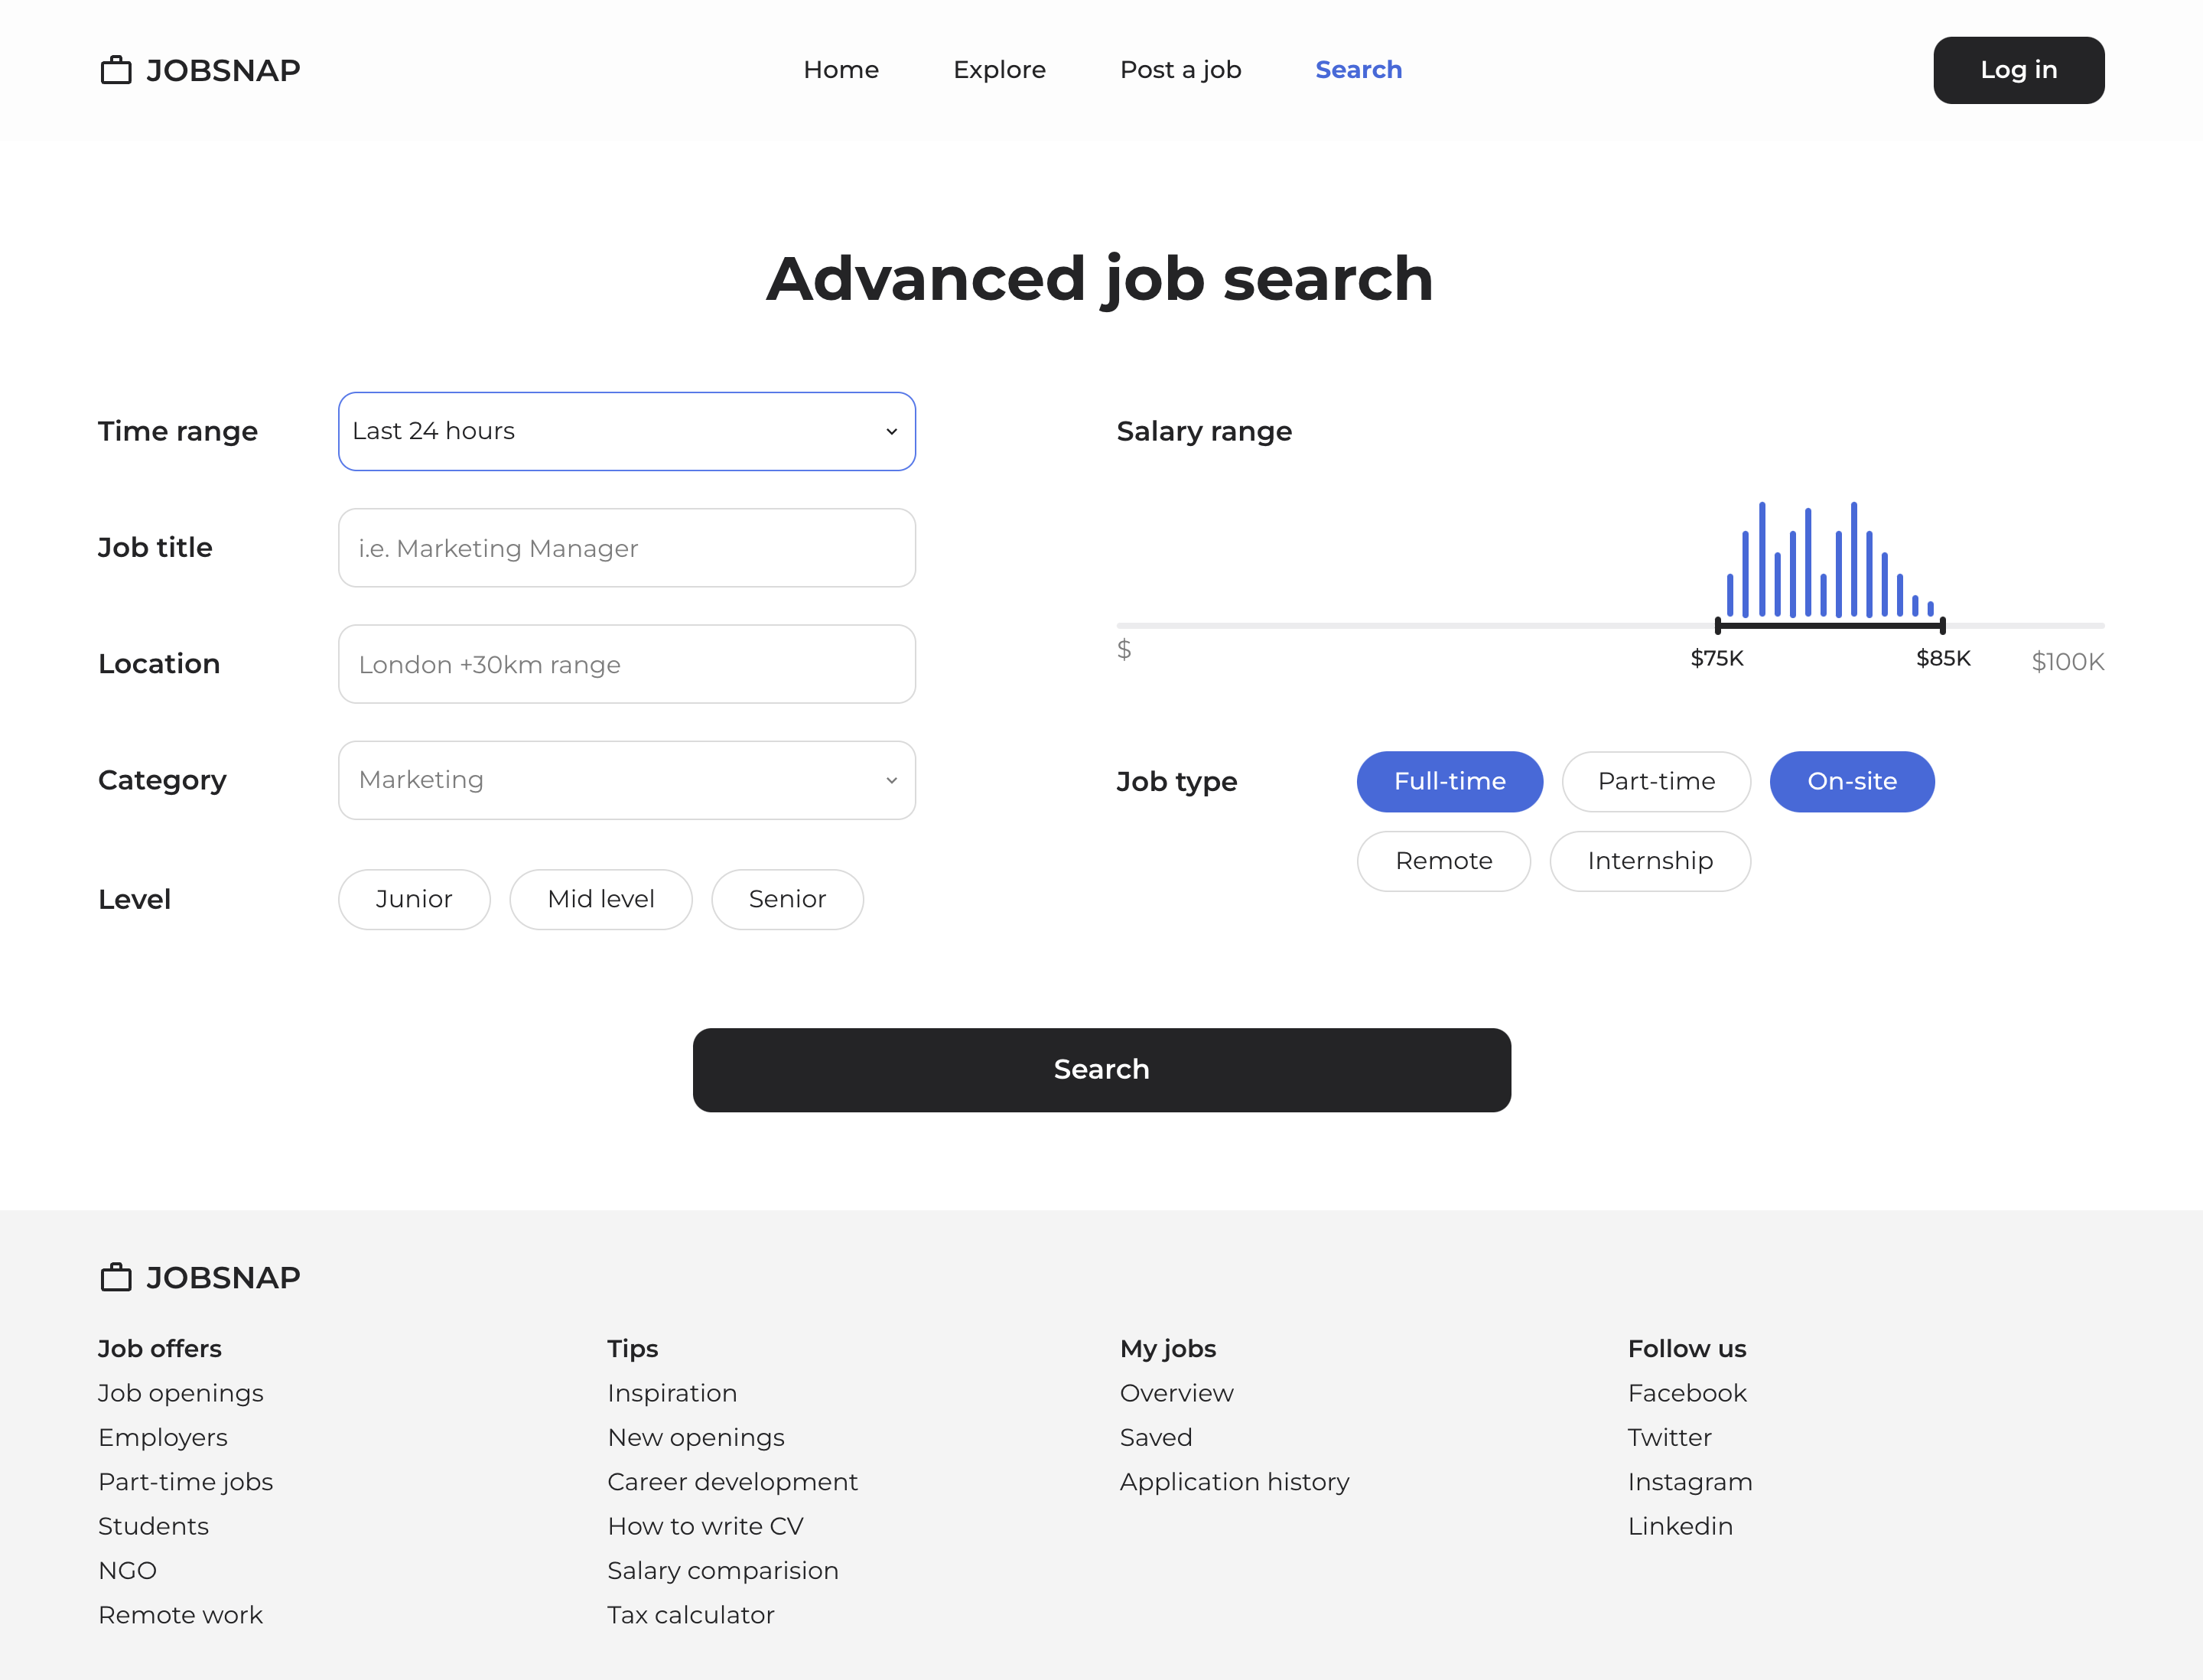 JOBSNAP
Home
Explore
Post a job
Search
Log in
Advanced job search
Time range
Last 24 hours
Job title
i.e. Marketing Manager
Location
London +30km range
Category
Marketing
Level
Junior
Mid level
Senior
Salary range
$
$75K
$85K
$100K
Job type
Full-time
Part-time
On-site
Remote
Internship
Search
JOBSNAP
Job offers
Job openings
Employers
Part-time jobs
Students
NGO
Remote work
Tips
Inspiration
New openings
Career development
How to write CV
Salary comparision
Tax calculator
My jobs
Overview
Saved
Application history
Follow us
Facebook
Twitter
Instagram
Linkedin